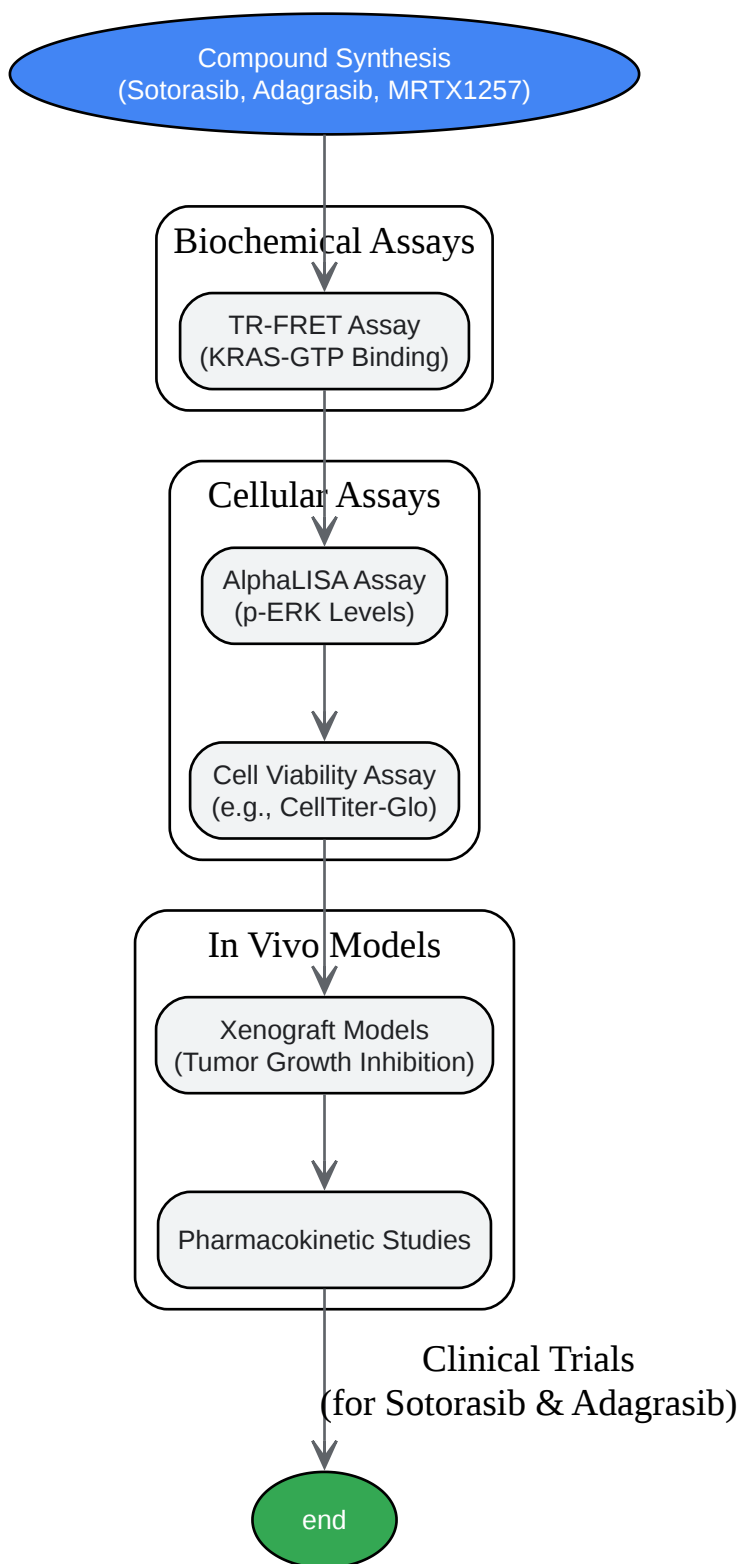 Compound Synthesis
(Sotorasib, Adagrasib, MRTX1257)
Biochemical Assays
TR-FRET Assay
(KRAS-GTP Binding)
Cellular Assays
AlphaLISA Assay
(p-ERK Levels)
Cell Viability Assay
(e.g., CellTiter-Glo)
In Vivo Models
Xenograft Models
(Tumor Growth Inhibition)
Pharmacokinetic Studies
Clinical Trials
(for Sotorasib & Adagrasib)
end